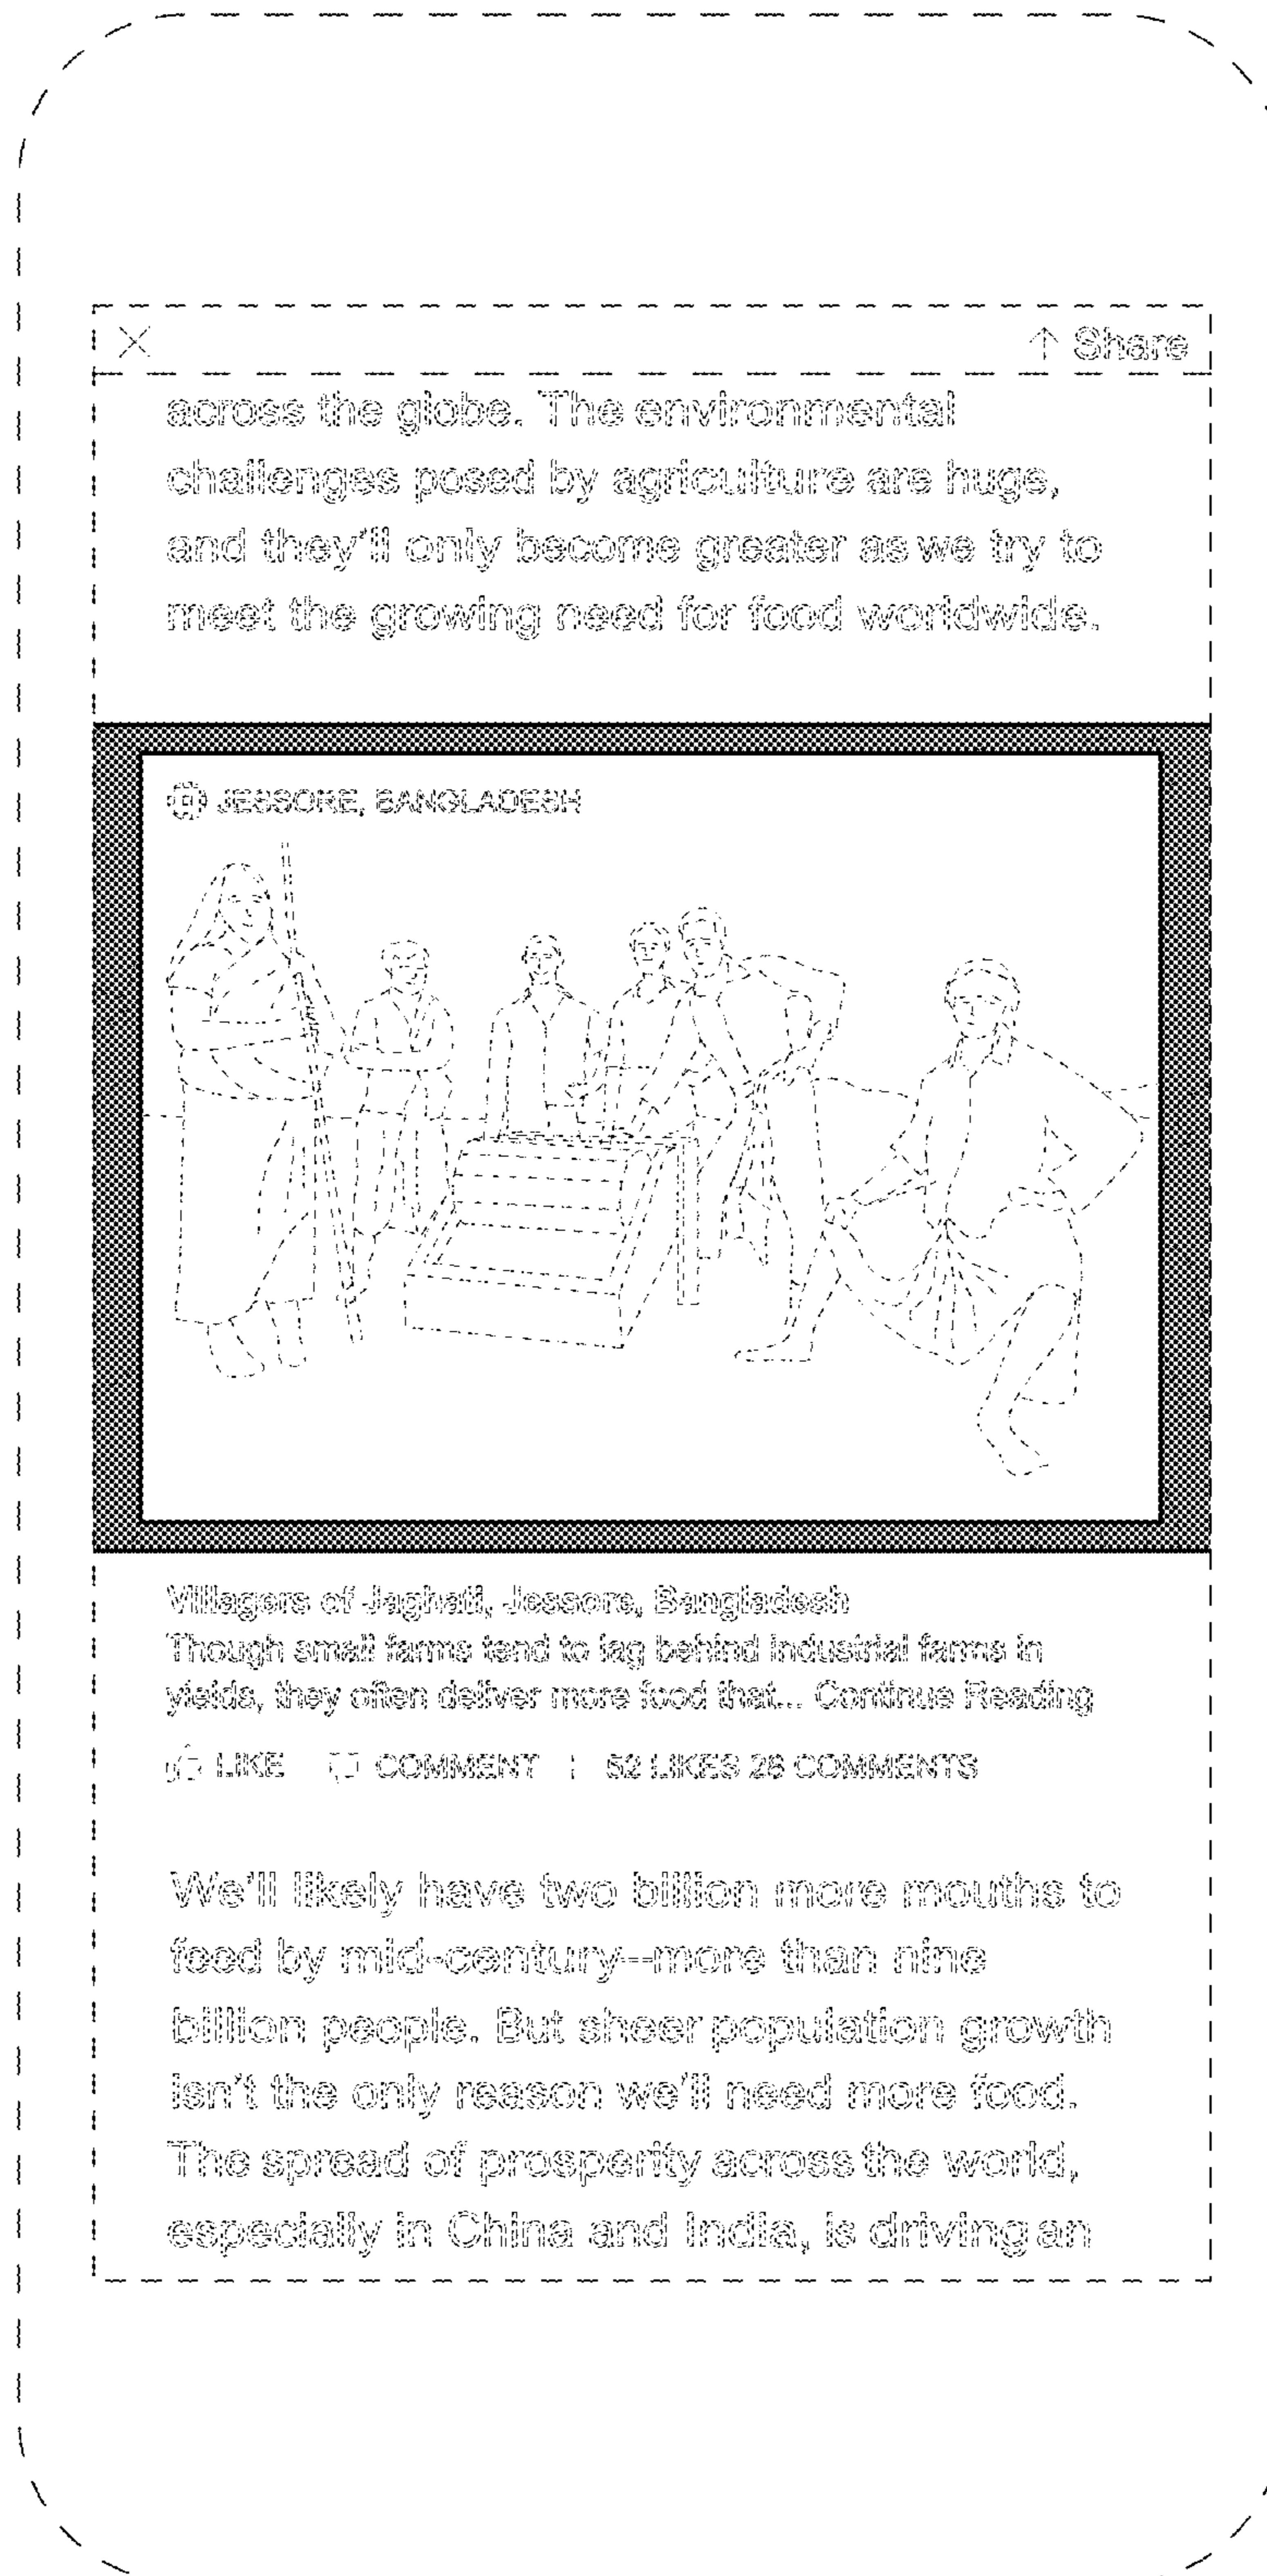 Share
across the globe. The environmental
challenges posed by agriculture are huge,
and they'll only become greater as we try to
meet the growing need for food worldwide.
JESSORE, BANGLADESH
Villagers of Jaghati, Jessore, Bangladesh
Though small farms tend to lag behind industrial farms in
yields, they often deliver more food that... Continue Reading
LIKE COMMENT | 52 LIKES 28 COMMENTS
We'll likely have two billion more mouths to
feed by mid-century--more than nine
billion people. But sheer population growth
isn't the only reason we'll need more food.
The spread of prosperity across the world,
especially in China and India, is driving an